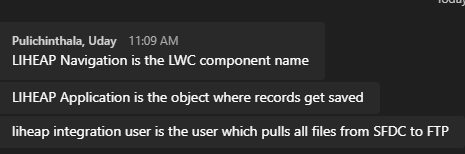 Pulichinthala, Uday 11:09 AM
LIHEAP Navigation is the LWC component name
LIHEAP Application is the object where records get saved
liheap integration user is the user which pulls all files from SFDC to FTP